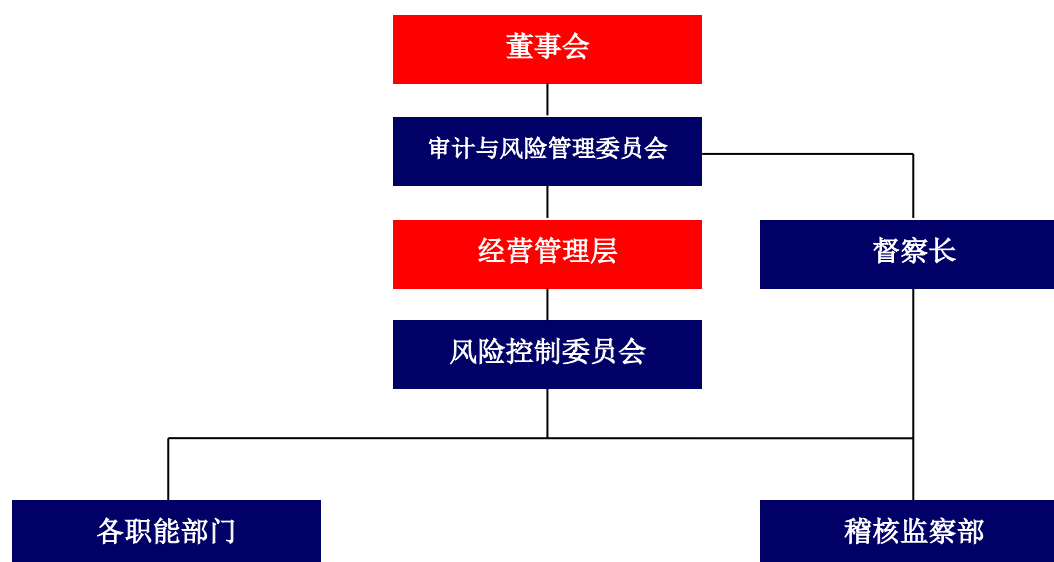 董事会
审计与风险管理委员会
经营管理层
督察长
风险控制委员会
各职能部门
稽核监察部